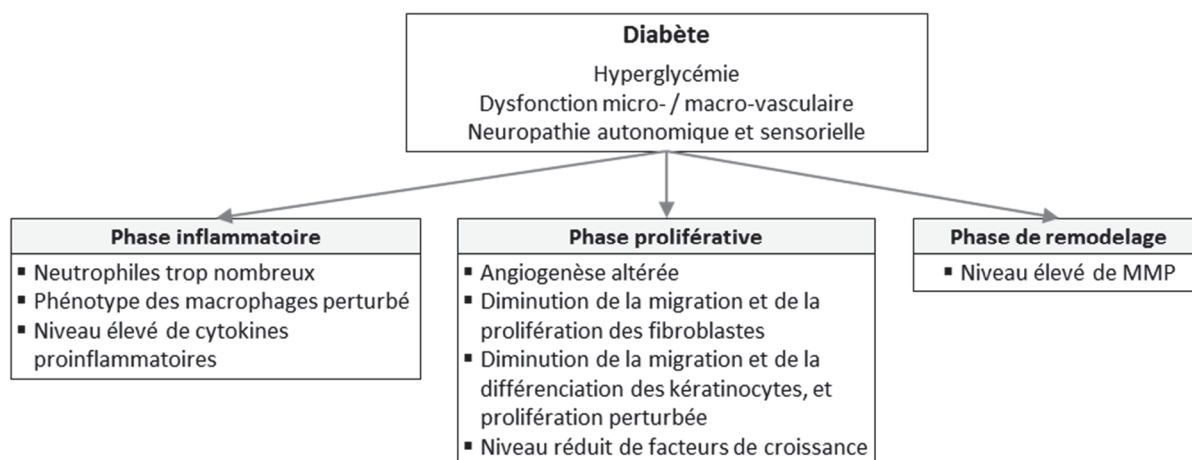 Diabète
Hyperglycémie
Dysfonction micro- / macro-vasculaire
Neuropathie autonomique et sensorielle
Phase inflammatoire
▪ Neutrophiles trop nombreux
▪ Phénotype des macrophages perturbé
▪ Niveau élevé de cytokines
proinflammatoires
Phase proliférative
▪ Angiogenèse altérée
▪ Diminution de la migration et de la
prolifération des fibroblastes
▪ Diminution de la migration et de la
différenciation des kératinocytes, et
prolifération perturbée
▪ Niveau réduit de facteurs de croissance
Phase de remodelage
▪ Niveau élevé de MMP